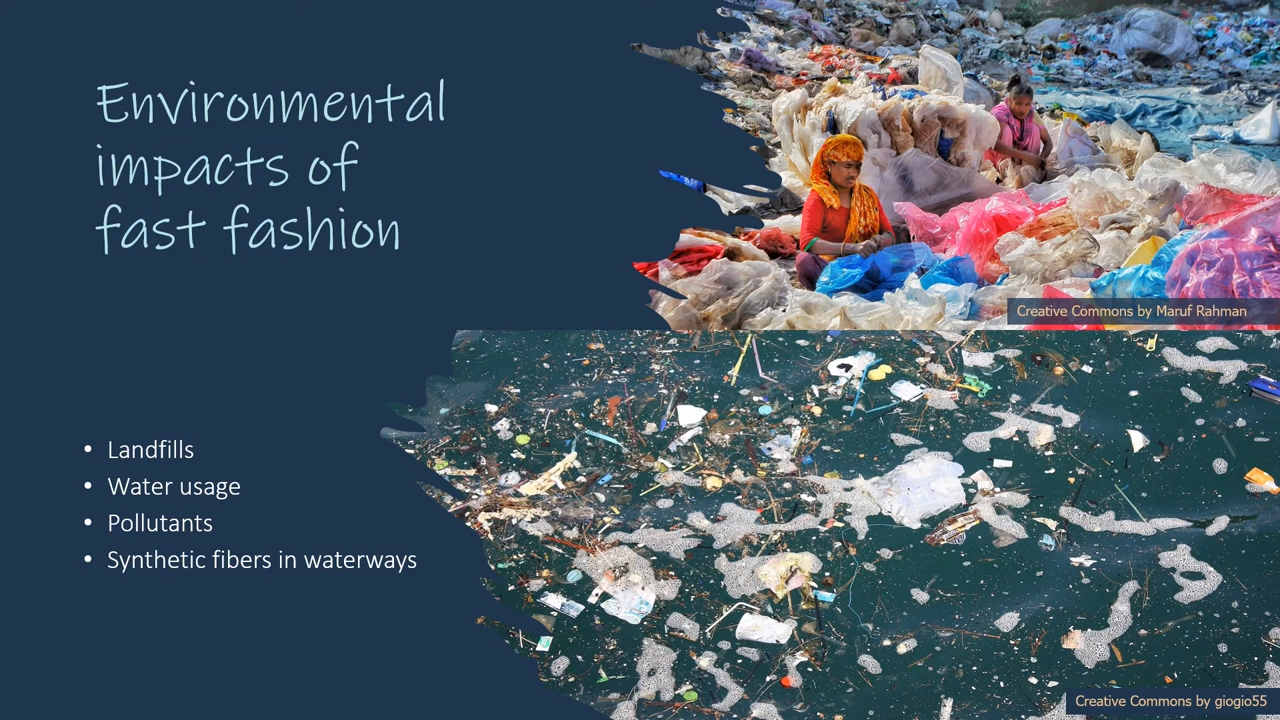 Environmental
impacts of
fast fashion
Creative Commons by Maruf Rahman
• Landfills
• Water usage
• Pollutants
• Synthetic fibers in waterways
Creative Commons by giogio55